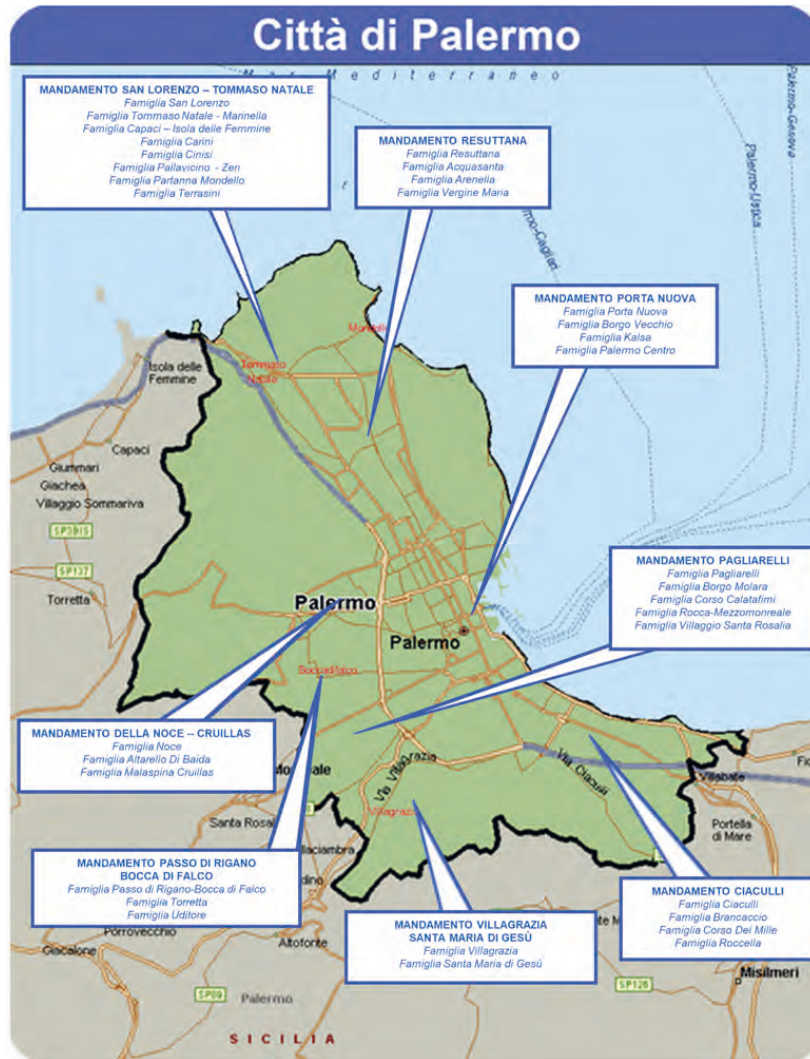 Città di Palermo
Mediterraneo
MANDAMENTO SAN LORENZO – TOMMASO NATALE
Famiglia San Lorenzo
Famiglia Tommaso Natale - Marinella
Famiglia Capaci – Isola delle Femmine
Famiglia Carini
Famiglia Cinisi
Famiglia Pallavicino - Zen
Famiglia Partanna Mondello
Famiglia Terrasini
MANDAMENTO RESUTTANA
Famiglia Resuttana
Famiglia Acquasanta
Famiglia Arenella
Famiglia Vergine Maria
Palermo-Genova
Palermo-Ustica
MANDAMENTO PORTA NUOVA
Famiglia Porta Nuova
Famiglia Borgo Vecchio
Famiglia Kalsa
Famiglia Palermo Centro
Tommaso
Natale
Isola delle
Femmine
Capaci
Giummari
Giachea
Villaggio Sommariva
SP137
Torretta
MANDAMENTO PAGLIARELLI
Famiglia Pagliarelli
Famiglia Borgo Molara
Famiglia Corso Calatafimi
Famiglia Rocca-Mezzomonreale
Famiglia Villaggio Santa Rosalia
Palermo
Palermo
Boccadifalco
MANDAMENTO DELLA NOCE – CRUILLAS
Famiglia Noce
Famiglia Altarello Di Baida
Famiglia Malaspina Cruillas
Via Villagrazia
Via Ciaculli
Villabate
Villagrazi
Portella
di Mare
Santa Rosal
MANDAMENTO PASSO DI RIGANO
BOCCA DI FALCO
Famiglia Passo di Rigano-Bocca di Falco
Famiglia Torretta
Famiglia Uditore
MANDAMENTO VILLAGRAZIA
SANTA MARIA DI GESÙ
Famiglia Villagrazia
Famiglia Santa Maria di Gesù
MANDAMENTO CIACULLI
Famiglia Ciaculli
Famiglia Brancaccio
Famiglia Corso Dei Mille
Famiglia Roccella
Porrovecchio
Giacalone
Altofonte
Misilmeri
SP69
Palermo
SP126
SICILIA